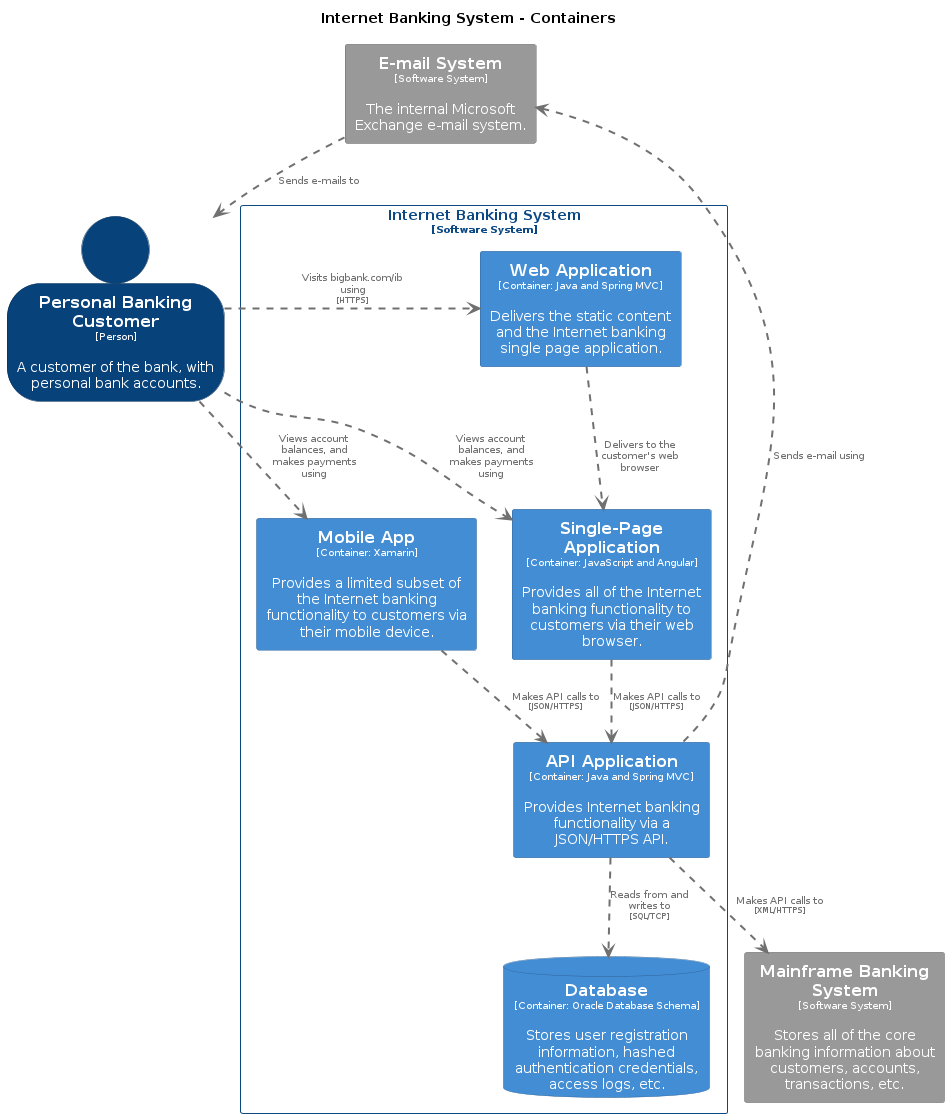 Internet Banking System - Containers
E-mail System
[Software System]
The internal Microsoft
Exchange e-mail system.
Sends e-mails to
Internet Banking System
[Software System]
Personal Banking
Customer
[Person]
A customer of the bank, with
personal bank accounts.
Visits bigbank.com/ib
using
[HTTPS]
Web Application
[Container: Java and Spring MVC]
Delivers the static content
and the Internet banking
single page application.
Views account
balances, and
makes payments
using
Views account
balances, and
makes payments
using
Delivers to the
customer's web
browser
Sends e-mail using
Mobile App
[Container: Xamarin]
Provides a limited subset of
the Internet banking
functionality to customers via
their mobile device.
Single-Page
Application
[Container: JavaScript and Angular]
Provides all of the Internet
banking functionality to
customers via their web
browser.
Makes API calls to
[JSON/HTTPS]
Makes API calls to
[JSON/HTTPS]
API Application
[Container: Java and Spring MVC]
Provides Internet banking
functionality via a
JSON/HTTPS API.
Reads from and
writes to
[SQL/TCP]
Makes API calls to
[XML/HTTPS]
Database
[Container: Oracle Database Schema]
Stores user registration
information, hashed
authentication credentials,
access logs, etc.
Mainframe Banking
System
[Software System]
Stores all of the core
banking information about
customers, accounts,
transactions, etc.